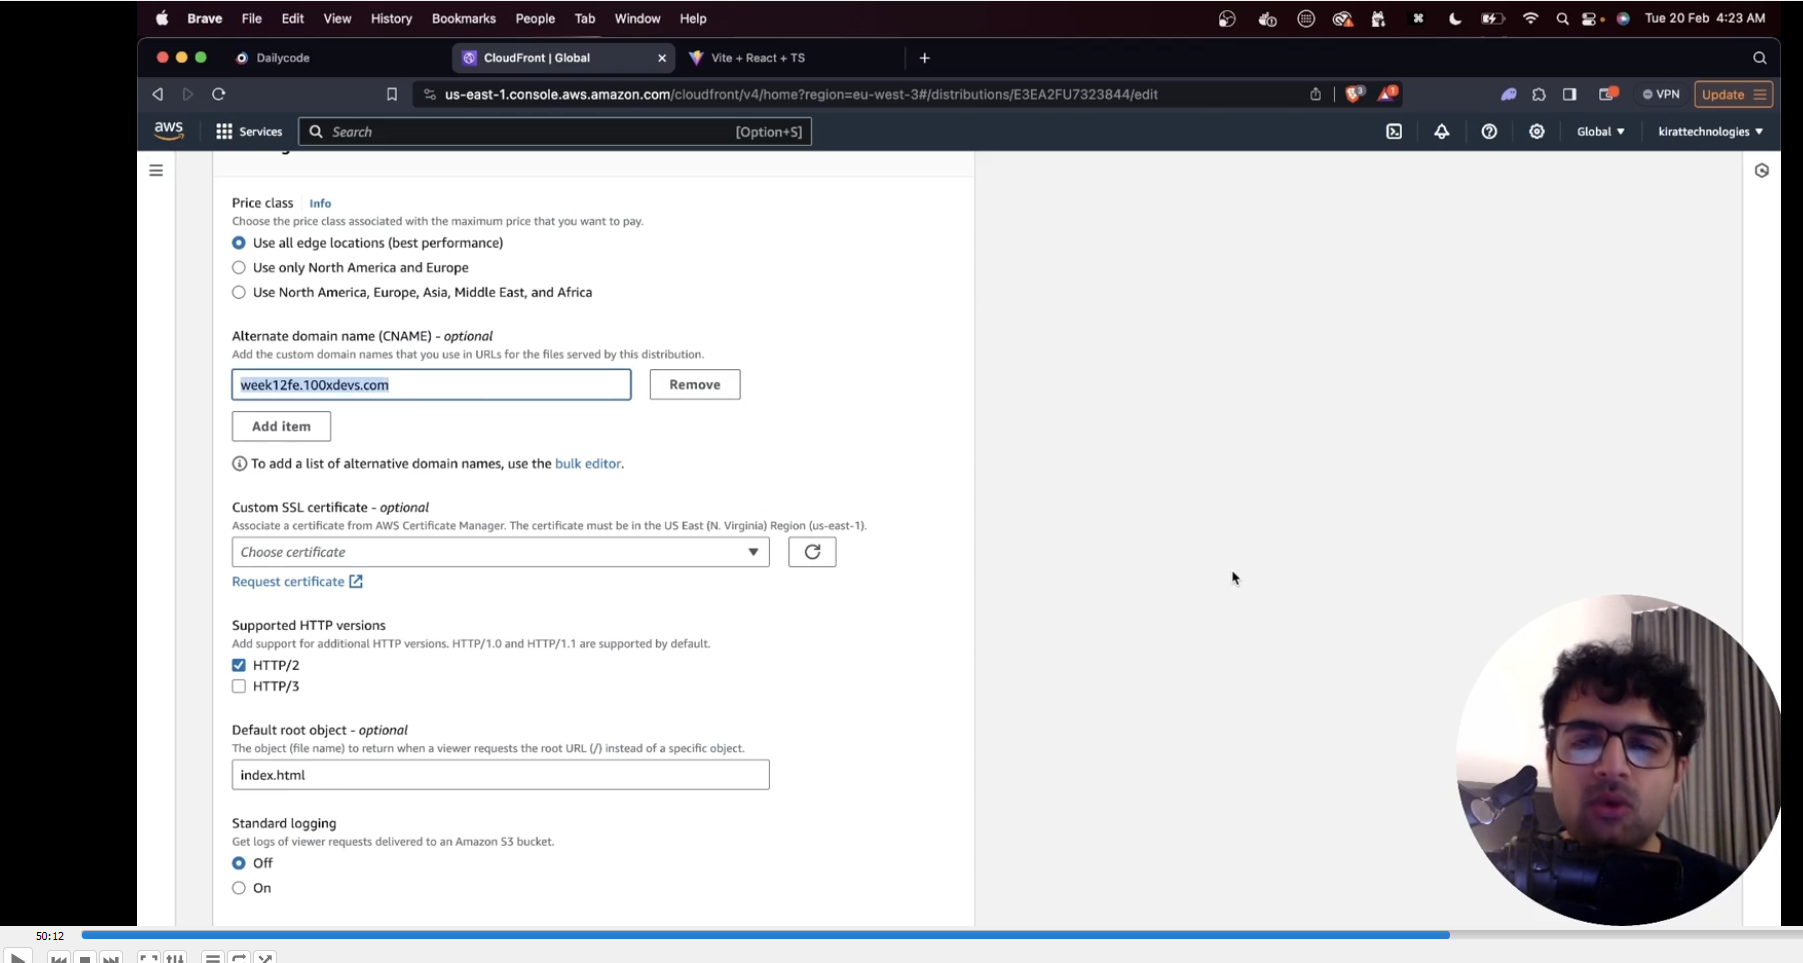 Brave File Edit View History Bookmarks People Tab Window Help Tue 20 Feb 4:23 AM
Dailycode CloudFront | Global Vite + React + TS
us-east-1.console.aws.amazon.com/cloudfront/v4/home?region=eu-west-3#/distributions/E3EA2FU7323844/edit VPN Update
aws Services Search [Option+S] Global kirattechnologies
Price class Info
Choose the price class associated with the maximum price that you want to pay.
Use all edge locations (best performance)
Use only North America and Europe
Use North America, Europe, Asia, Middle East, and Africa
Alternate domain name (CNAME) - optional
Add the custom domain names that you use in URLs for the files served by this distribution.
week12fe.100xdevs.com Remove
Add item
To add a list of alternative domain names, use the bulk editor.
Custom SSL certificate - optional
Associate a certificate from AWS Certificate Manager. The certificate must be in the US East (N. Virginia) Region (us-east-1).
Choose certificate
Request certificate
Supported HTTP versions
Add support for additional HTTP versions. HTTP/1.0 and HTTP/1.1 are supported by default.
HTTP/2
HTTP/3
Default root object - optional
The object (file name) to return when a viewer requests the root URL (/) instead of a specific object.
index.html
Standard logging
Get logs of viewer requests delivered to an Amazon S3 bucket.
Off
On
50:12